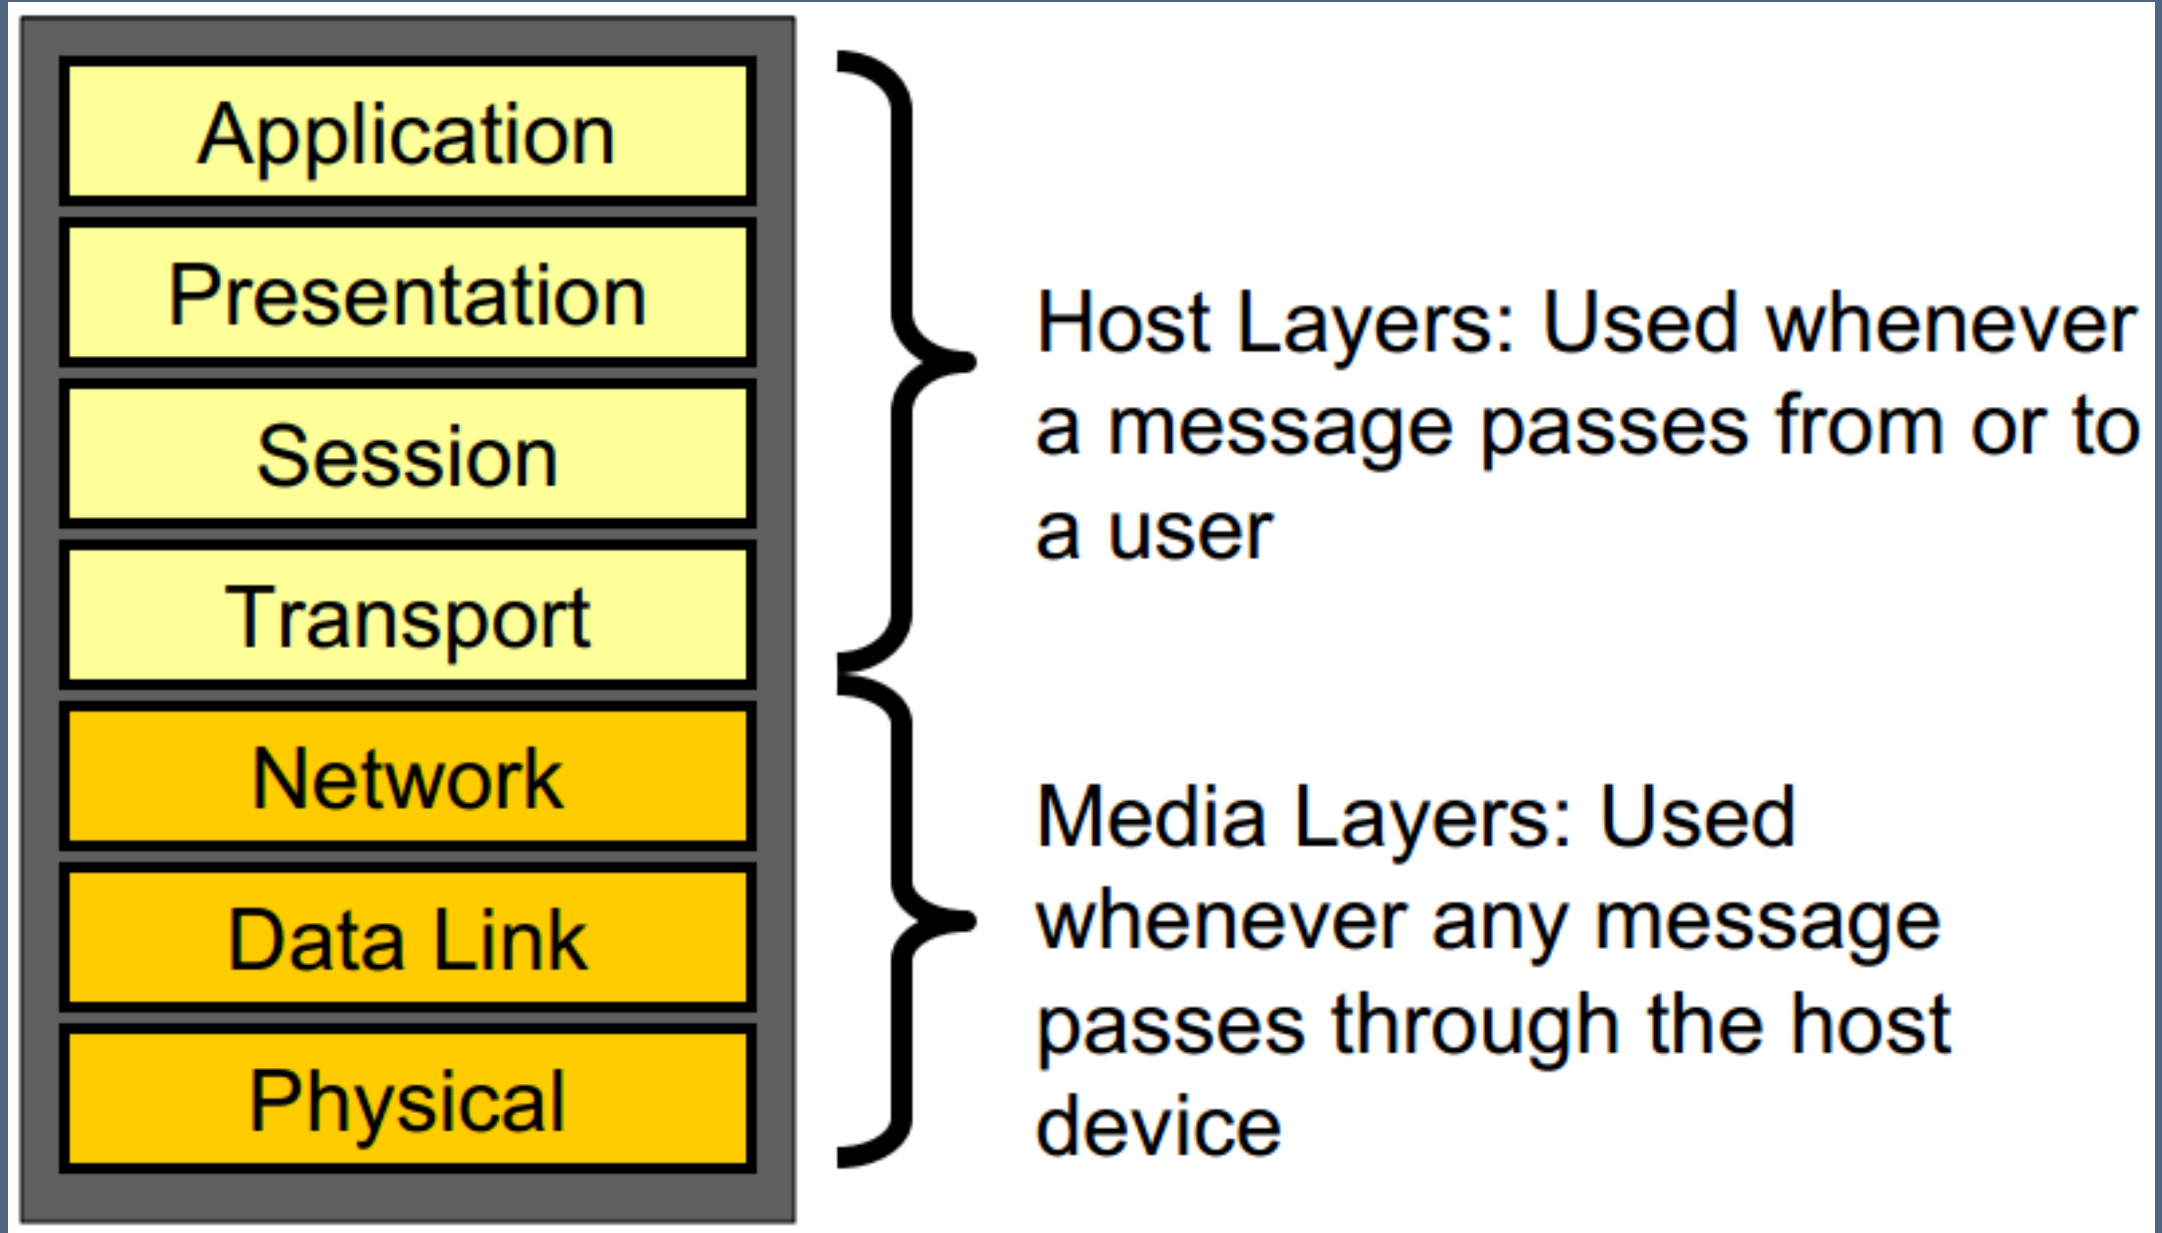 Application
Presentation
Session
Transport
Network
Data Link
Physical
Host Layers: Used whenever
a message passes from or to
a user
Media Layers: Used
whenever any message
passes through the host
device